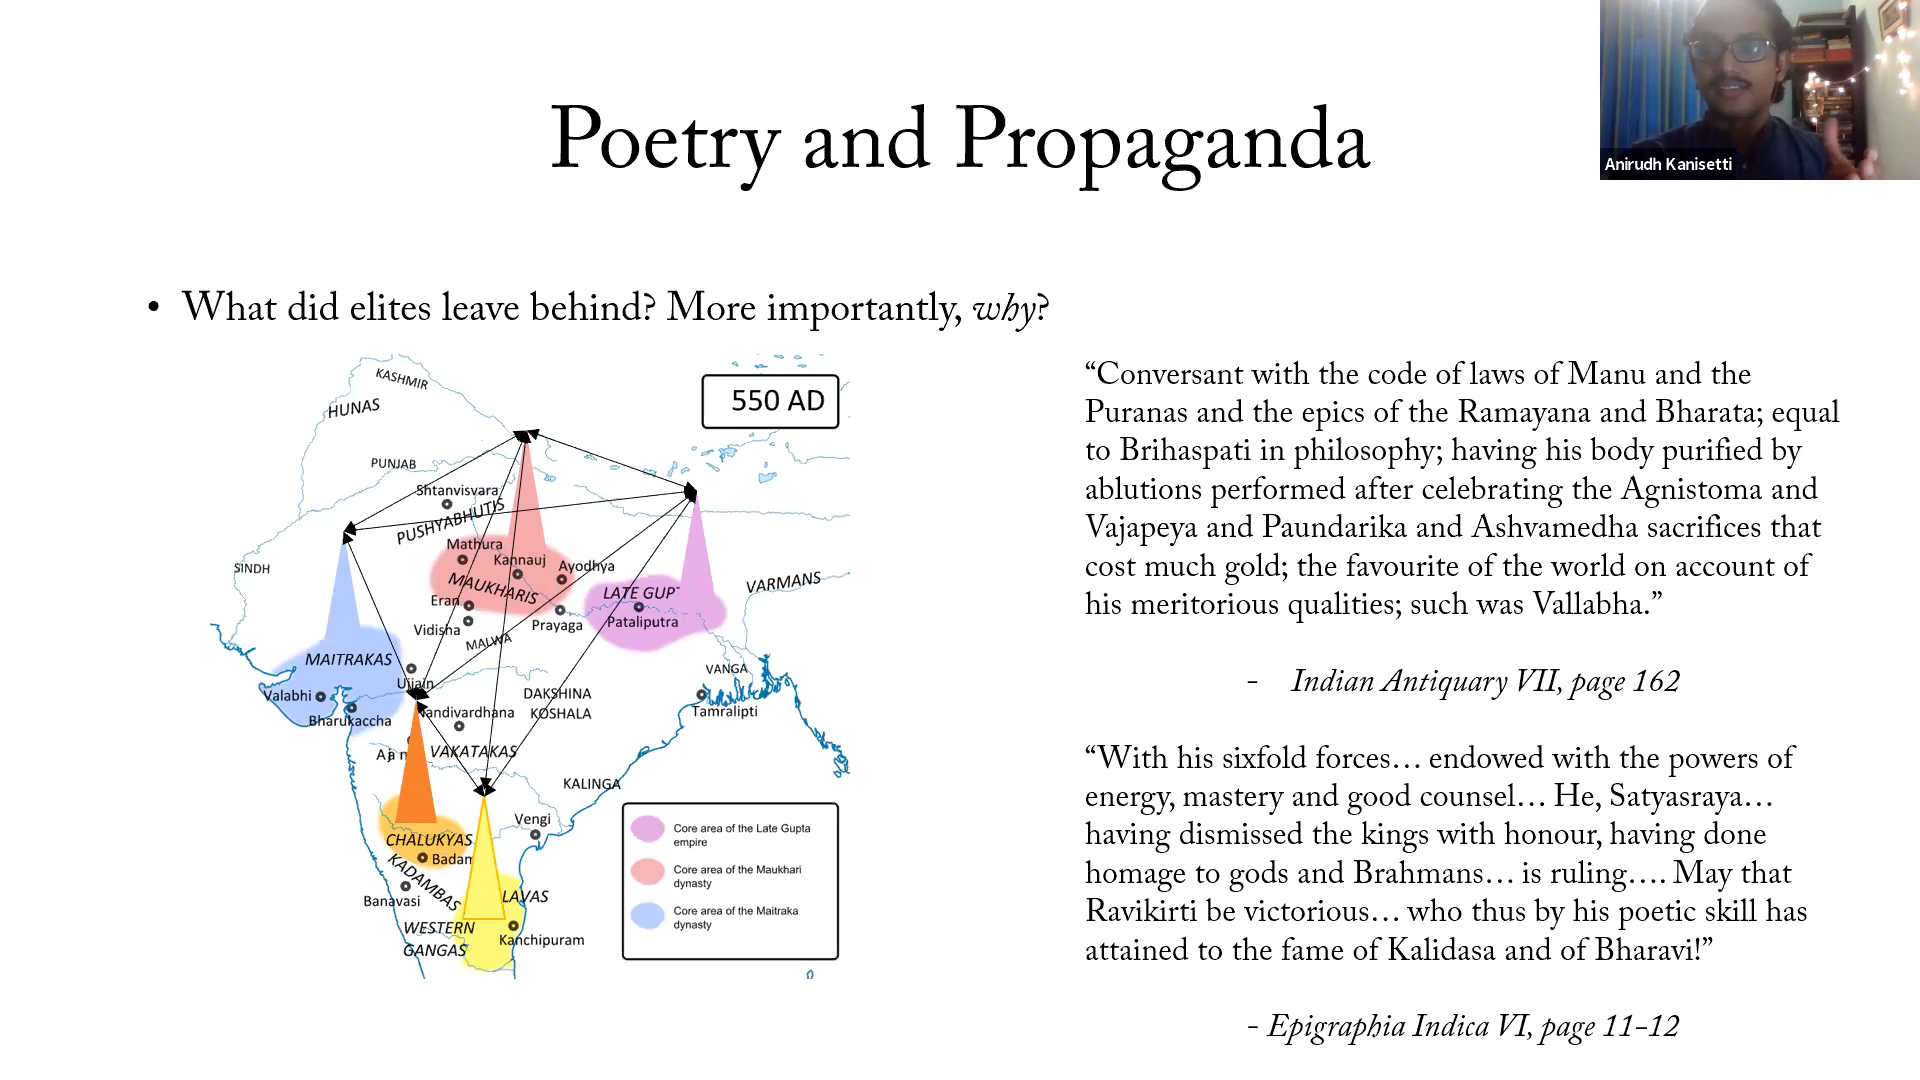 Poetry and Propaganda
Anirudh Kanisetti
• What did elites leave behind? More importantly, why?
550 AD
KASHMIR
HUNAS
PUNJAB
Shtanvisvara
PUSHYABHUTIS
Mathura
Kannauj
Ayodhya
SINDH
MAUKHARIS
VARMANS
Eran
LATE GUP
Pataliputra
Prayaga
Vidisha
MALWA
MAITRAKAS
VANGA
Ujjain
Valabhi
DAKSHINA
KOSHALA
Bharukaccha
Nandivardhana
Tamralipti
VAKATAKAS
KALINGA
Vengi
CHALUKYAS
Badam
KADAMBAS
Banavasi
LAVAS
WESTERN
GANGAS
Kanchipuram
Core area of the Late Gupta
empire
Core area of the Maukhari
dynasty
Core area of the Maitraka
dynasty
“Conversant with the code of laws of Manu and the
Puranas and the epics of the Ramayana and Bharata; equal
to Brihaspati in philosophy; having his body purified by
ablutions performed after celebrating the Agnistoma and
Vajapeya and Paundarika and Ashvamedha sacrifices that
cost much gold; the favourite of the world on account of
his meritorious qualities; such was Vallabha.”
- Indian Antiquary VII, page 162
“With his sixfold forces… endowed with the powers of
energy, mastery and good counsel… He, Satyasraya…
having dismissed the kings with honour, having done
homage to gods and Brahmans… is ruling…. May that
Ravikirti be victorious… who thus by his poetic skill has
attained to the fame of Kalidasa and of Bharavi!”
- Epigraphia Indica VI, page 11-12